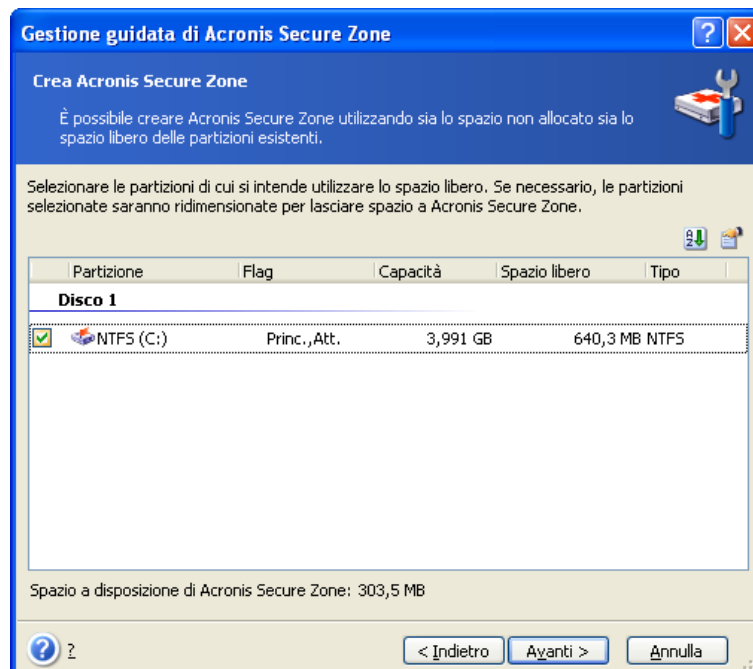 Gestione guidata di Acronis Secure Zone
Crea Acronis Secure Zone
È possibile creare Acronis Secure Zone utilizzando sia lo spazio non allocato sia lo
spazio libero delle partizioni esistenti.
Selezionare le partizioni di cui si intende utilizzare lo spazio libero. Se necessario, le partizioni
selezionate saranno ridimensionate per lasciare spazio a Acronis Secure Zone.
Partizione Flag Capacità Spazio libero Tipo
Disco 1
NTFS (C:) Princ.,Att. 3,991 GB 640,3 MB NTFS
Spazio a disposizione di Acronis Secure Zone: 303,5 MB
? < Indietro Avanti > Annulla